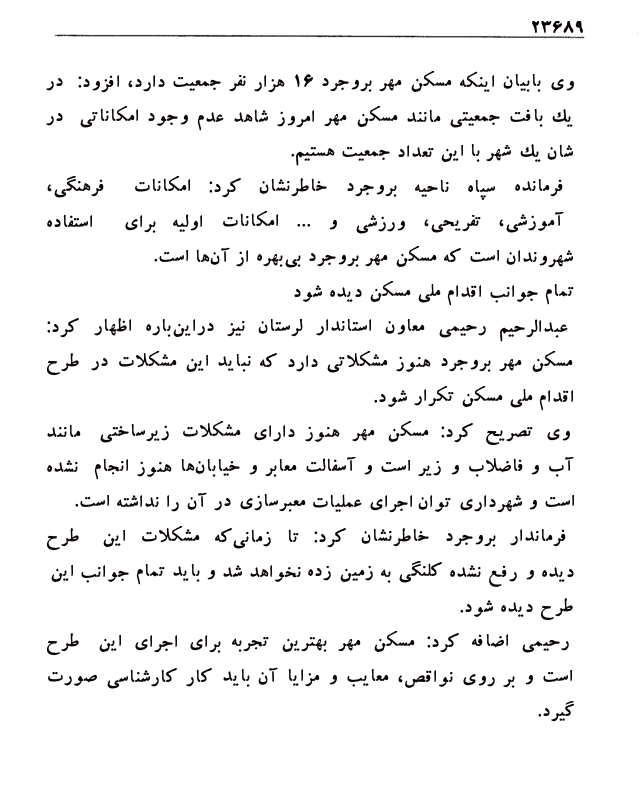 ۲۳۶۸۹
وی بابیان اینکه مسکن مهر بروجرد ۱۶ هزار نفر جمعیت دارد، افزود: در
یك بافت جمعیتی مانند مسکن مهر امروز شاهد عدم وجود امکاناتی در
شان یك شهر با این تعداد جمعیت هستیم.
فرمانده سپاه ناحیه بروجرد خاطرنشان کرد: امکانات فرهنگی،
آموزشی، تفریحی، ورزشی و ... امکانات اولیه برای استفاده
شهروندان است که مسکن مهر بروجرد بی‌بهره از آن‌ها است.
تمام جوانب اقدام ملی مسکن دیده شود
عبدالرحیم رحیمی معاون استاندار لرستان نیز دراین‌باره اظهار کرد:
مسکن مهر بروجرد هنوز مشکلاتی دارد که نباید این مشکلات در طرح
اقدام ملی مسکن تکرار شود.
وی تصریح کرد: مسکن مهر هنوز دارای مشکلات زیرساختی مانند
آب و فاضلاب و زیر است و آسفالت معابر و خیابان‌ها هنوز انجام نشده
است و شهرداری توان اجرای عملیات معبرسازی در آن را نداشته است.
فرماندار بروجرد خاطرنشان کرد: تا زمانی‌که مشکلات این طرح
دیده و رفع نشده کلنگی به زمین زده نخواهد شد و باید تمام جوانب این
طرح دیده شود.
رحیمی اضافه کرد: مسکن مهر بهترین تجربه برای اجرای این طرح
است و بر روی نواقص، معایب و مزایا آن باید کار کارشناسی صورت
گیرد.